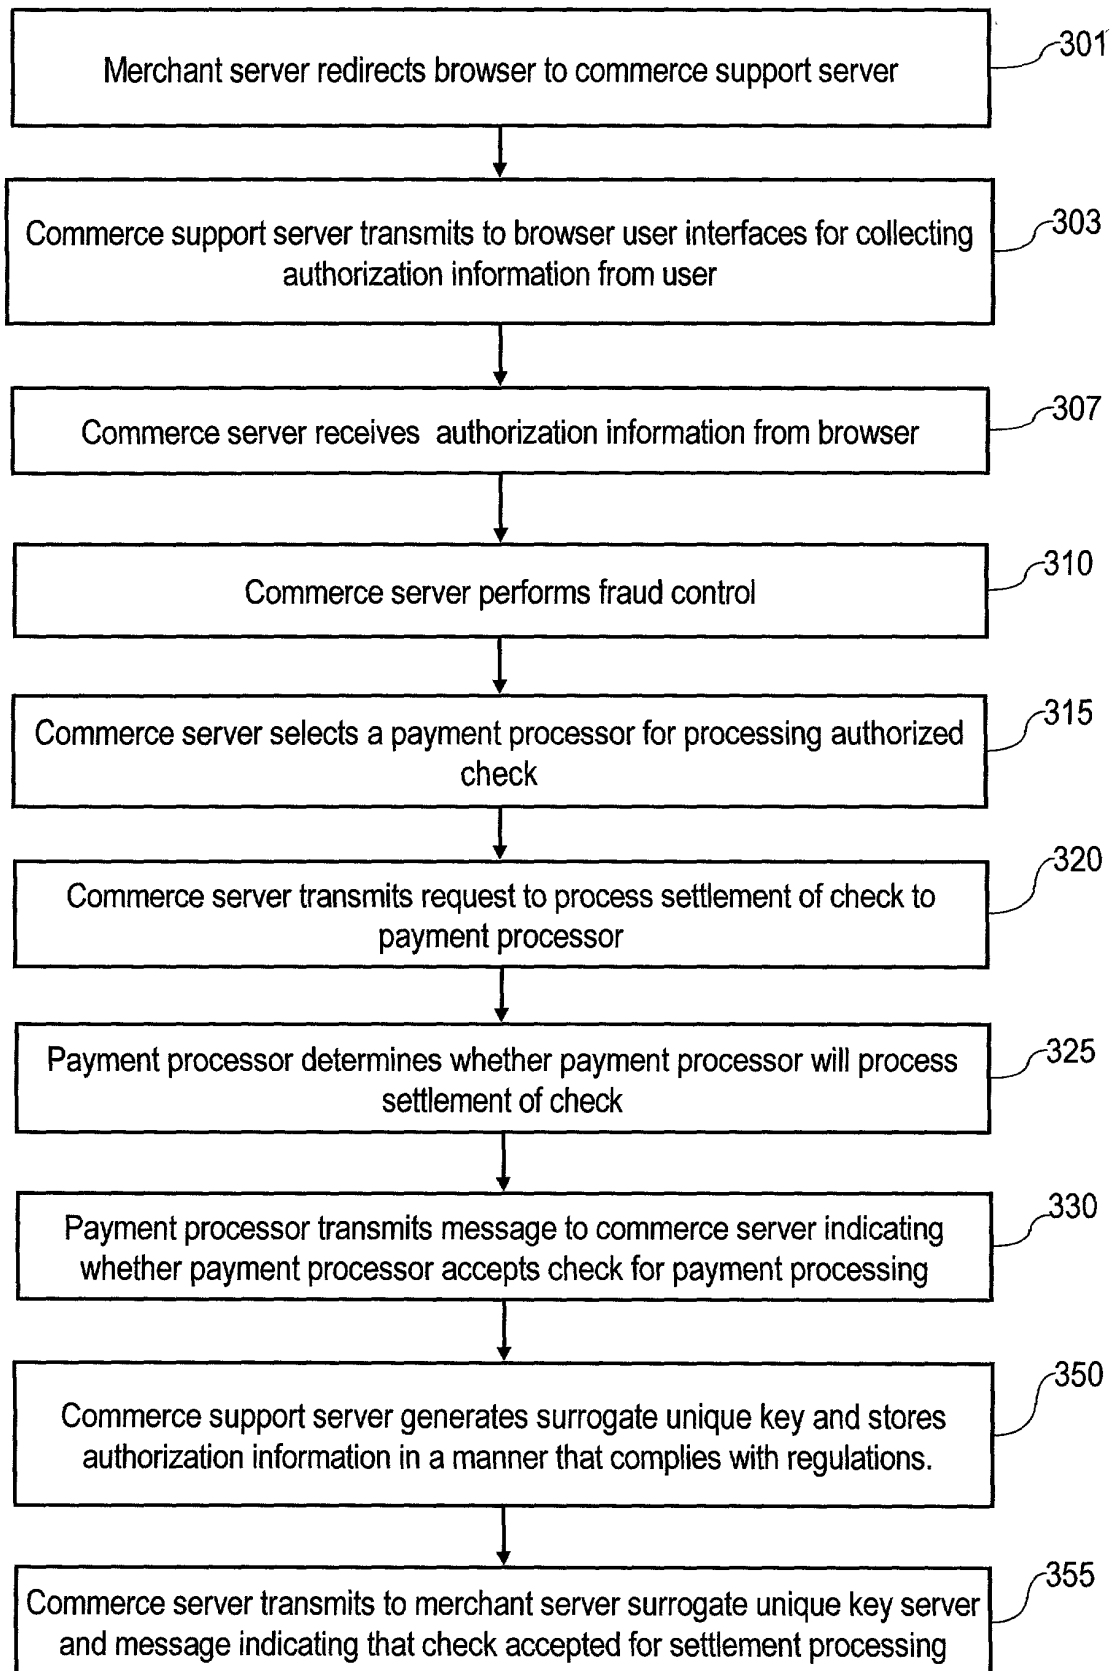 Merchant server redirects browser to commerce support server
301
Commerce support server transmits to browser user interfaces for collecting
authorization information from user
303
Commerce server receives authorization information from browser
307
Commerce server performs fraud control
310
Commerce server selects a payment processor for processing authorized
check
315
Commerce server transmits request to process settlement of check to
payment processor
320
Payment processor determines whether payment processor will process
settlement of check
325
Payment processor transmits message to commerce server indicating
whether payment processor accepts check for payment processing
330
Commerce support server generates surrogate unique key and stores
authorization information in a manner that complies with regulations.
350
Commerce server transmits to merchant server surrogate unique key server
and message indicating that check accepted for settlement processing
355